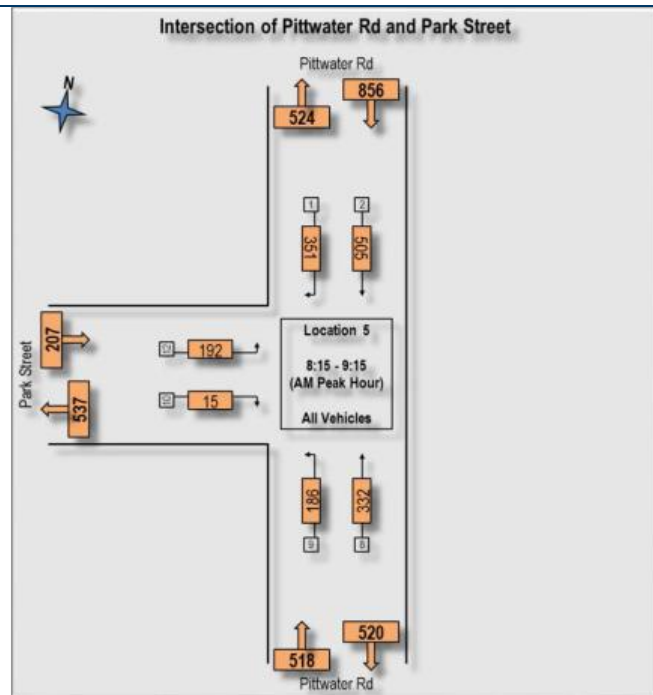 Intersection of Pittwater Rd and Park Street
Pittwater Rd
N
524
856
1
2
351
505
207
Park Street
537
12
192
10
15
Location 5
8:15 - 9:15
(AM Peak Hour)
All Vehicles
186
332
9
8
518
520
Pittwater Rd